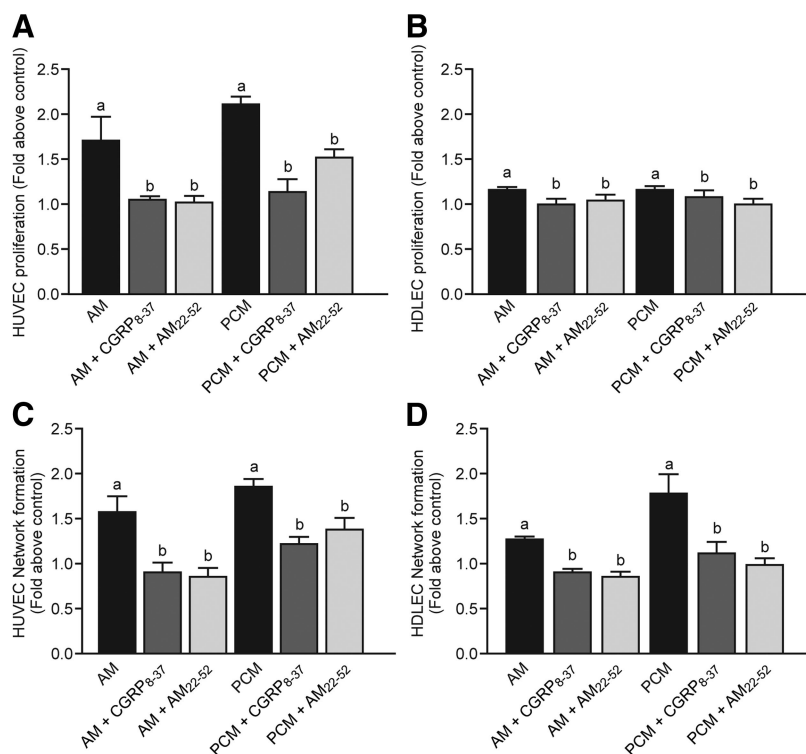 A
HUVEC proliferation (Fold above control)
2.5
2.0
1.5
1.0
0.5
0.0
a
b
b
a
b
b
AM
AM + CGRP8-37
AM + AM22-52
PCM
PCM + CGRP8-37
PCM + AM22-52
B
HDLEC proliferation (Fold above control)
2.5
2.0
1.5
1.0
0.5
0.0
a
b
b
a
b
b
AM
AM + CGRP8-37
AM + AM22-52
PCM
PCM + CGRP8-37
PCM + AM22-52
C
HUVEC Network formation
(Fold above control)
2.5
2.0
1.5
1.0
0.5
0.0
a
b
b
a
b
b
AM
AM + CGRP8-37
AM + AM22-52
PCM
PCM + CGRP8-37
PCM + AM22-52
D
HDLEC Network formation
(Fold above control)
2.5
2.0
1.5
1.0
0.5
0.0
a
b
b
a
b
b
AM
AM + CGRP8-37
AM + AM22-52
PCM
PCM + CGRP8-37
PCM + AM22-52